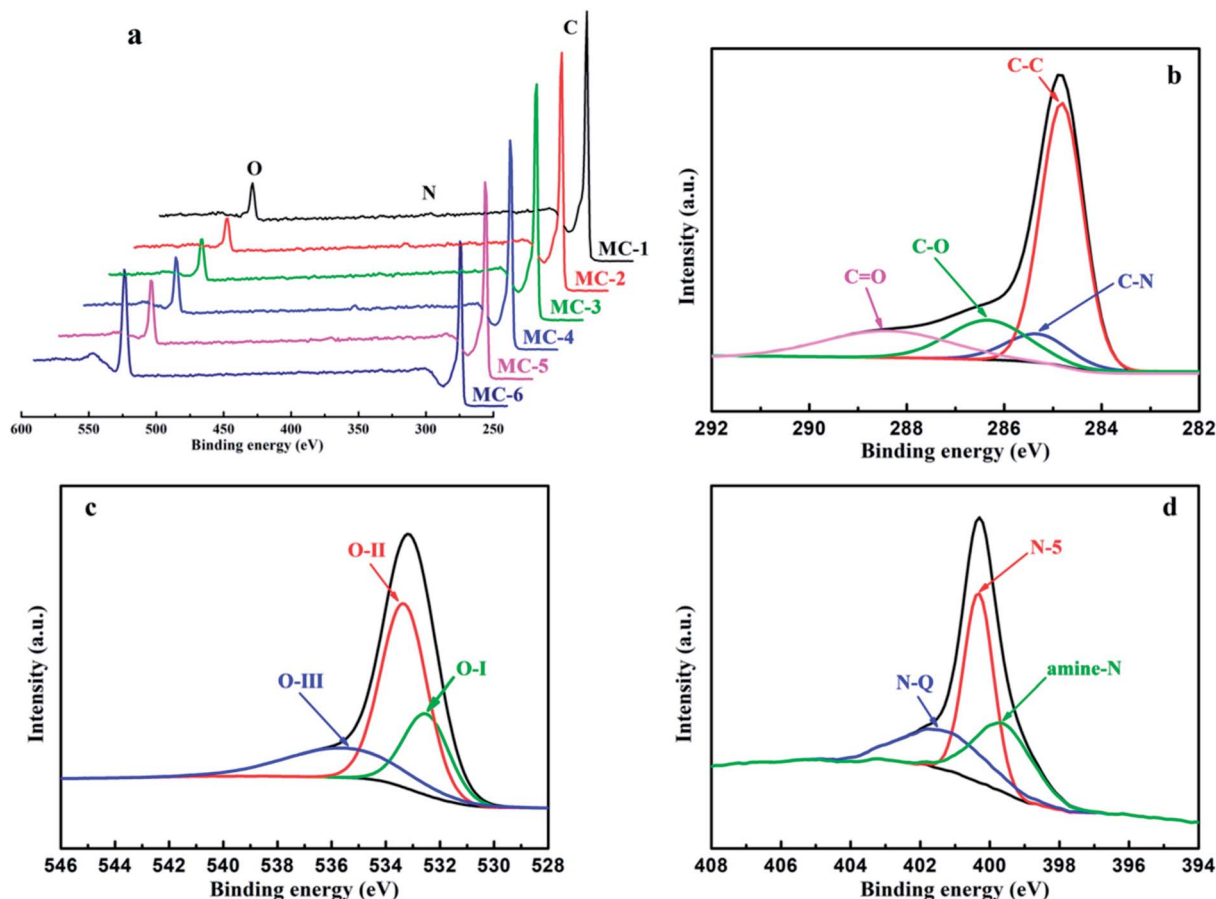 a
C
O
N
MC-1
MC-2
MC-3
MC-4
MC-5
MC-6
600 550 500 450 400 350 300 250
Binding energy (eV)
b
C-C
C-O
C=O
C-N
Intensity (a.u.)
292 290 288 286 284 282
Binding energy (eV)
c
O-II
O-I
O-III
Intensity (a.u.)
546 544 542 540 538 536 534 532 530 528
Binding energy (eV)
d
N-5
N-Q
amine-N
Intensity (a.u.)
408 406 404 402 400 398 396 394
Binding energy (eV)